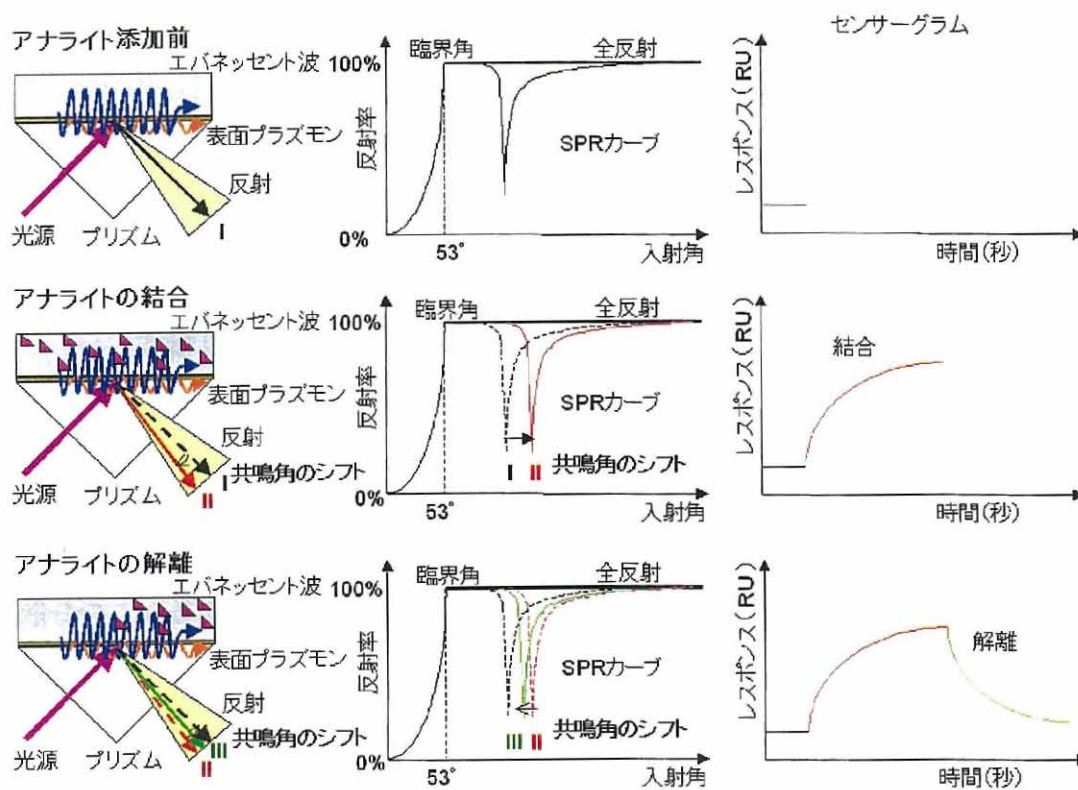 アナライト添加前
エバネッセント波
表面プラズモン
反射
I
光源
プリズム
臨界角
全反射
100%
反射率
SPRカーブ
0%
53°
入射角
センサーグラム
レスポンス(RU)
時間(秒)
アナライトの結合
エバネッセント波
表面プラズモン
反射
I
共鳴角のシフト
II
光源
プリズム
臨界角
全反射
100%
反射率
SPRカーブ
I
II
共鳴角のシフト
0%
53°
入射角
レスポンス(RU)
結合
時間(秒)
アナライトの解離
エバネッセント波
表面プラズモン
反射
III
共鳴角のシフト
II
光源
プリズム
臨界角
全反射
100%
反射率
SPRカーブ
III
II
共鳴角のシフト
0%
53°
入射角
レスポンス(RU)
解離
時間(秒)